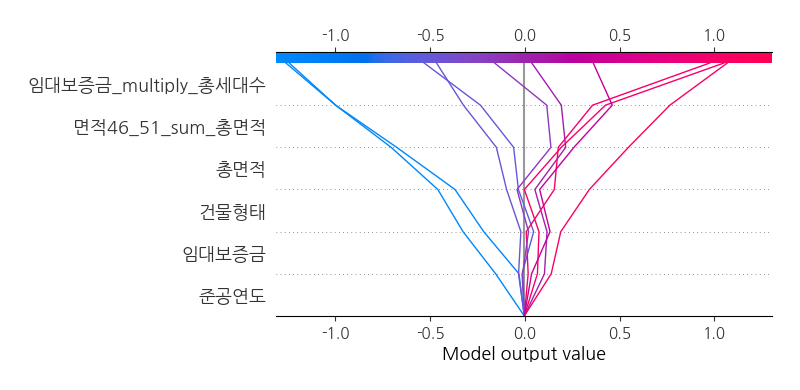 -1.0 -0.5 0.0 0.5 1.0
임대보증금_multiply_총세대수
면적46_51_sum_총면적
총면적
건물형태
임대보증금
준공연도
-1.0 -0.5 0.0 0.5 1.0
Model output value